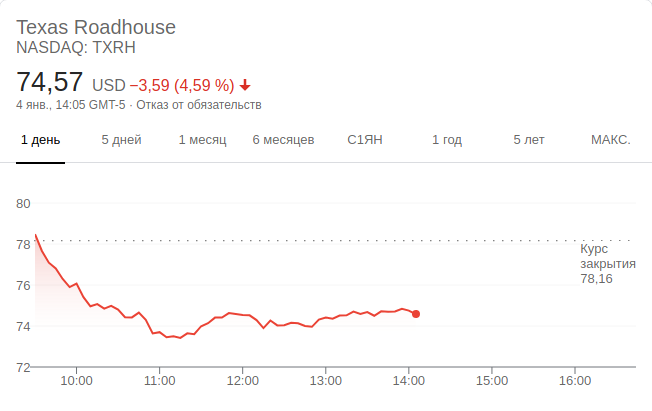 Texas Roadhouse
NASDAQ: TXRH
74,57 USD −3,59 (4,59 %)
4 янв., 14:05 GMT-5 · Отказ от обязательств
1 день 5 дней 1 месяц 6 месяцев С1ЯН 1 год 5 лет МАКС.
80
78
76
74
72
Курс
закрытия
78,16
10:00 11:00 12:00 13:00 14:00 15:00 16:00